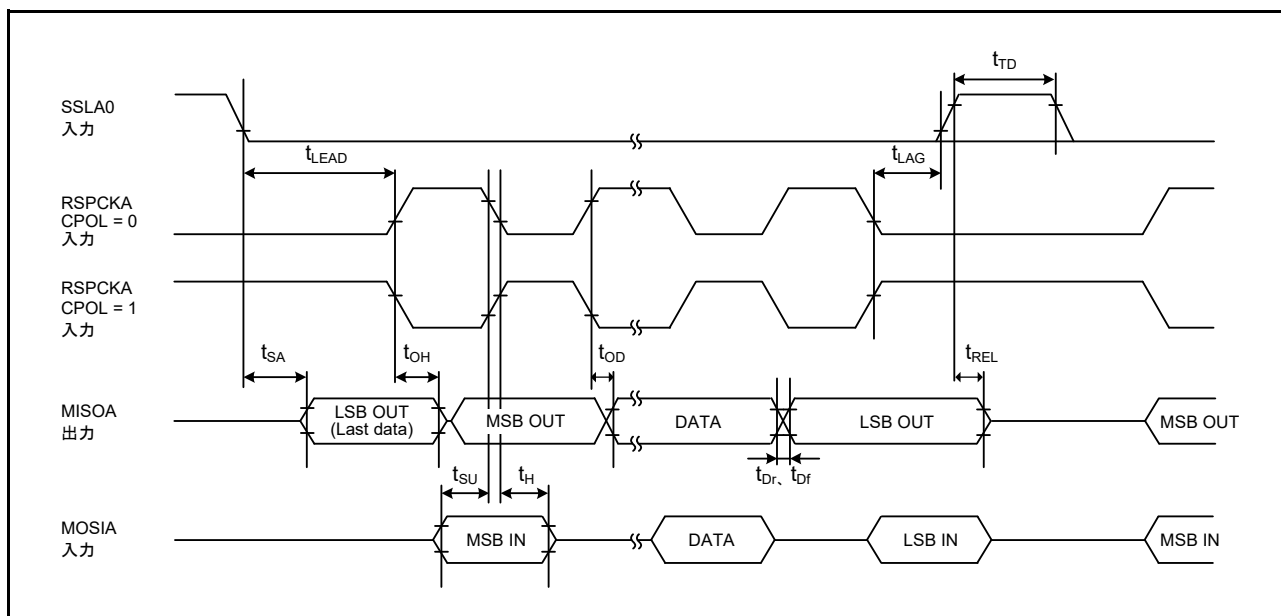 tTD
SSLA0
入力
tLEAD
tLAG
RSPCKA
CPOL = 0
入力
RSPCKA
CPOL = 1
入力
tSA
tOH
tOD
tREL
MISOA
出力
LSB OUT
(Last data)
MSB OUT
DATA
LSB OUT
MSB OUT
tSU
tH
tDr、tDf
MOSIA
入力
MSB IN
DATA
LSB IN
MSB IN